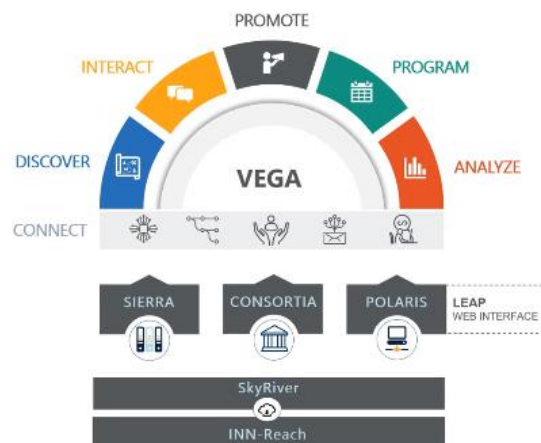 PROMOTE
INTERACT
PROGRAM
DISCOVER
ANALYZE
VEGA
CONNECT
SIERRA
CONSORTIA
POLARIS
LEAP
WEB INTERFACE
SkyRiver
INN-Reach